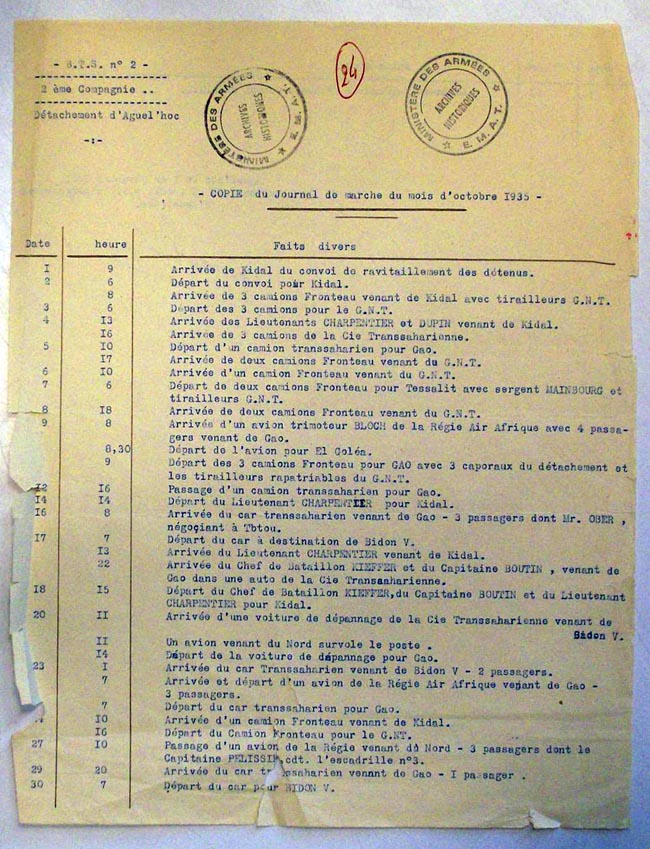 - B.T.S. n° 2 -
2 ème Compagnie ..
Détachement d'Aguel'hoc
-:-
24
MINISTÈRE DES ARMÉES ☆ E. M. A. T. ☆
ARCHIVES HISTORIQUES
MINISTÈRE DES ARMÉES ☆ E. M. A. T. ☆
ARCHIVES HISTORIQUES
- COPIE du Journal de marche du mois d'octobre I935 -
Date heure Faits divers
I 9 Arrivée de Kidal du convoi de ravitaillement des détenus.
2 6 Départ du convoi pour Kidal.
8 Arrivée de 3 camions Fronteau venant de Kidal avec tirailleurs G.N.T.
3 6 Départ des 3 camions pour le G.N.T.
4 I3 Arrivée des Lieutenants CHARPENTIER et DUPIN venant de Kidal.
I6 Arrivée de 3 camions de la Cie Transsaharienne.
5 I0 Départ d'un camion transsaharien pour Gao.
I7 Arrivée de deux camions Fronteau venant du G.N.T.
6 I0 Arrivée d'un camion Fronteau venant du G.N.T.
7 6 Départ de deux camions Fronteau pour Tessalit avec sergent MAINBOURG et
tirailleurs G.N.T.
8 I8 Arrivée de deux camions Fronteau venant du G.N.T.
9 8 Arrivée d'un avion trimoteur BLOCH de la Régie Air Afrique avec 4 passa-
gers venant de Gao.
8,30 Départ de l'avion pour El Goléa.
9 Départ des 3 camions Fronteau pour GAO avec 3 caporaux du détachement et
les tirailleurs rapatriables du G.N.T.
I2 I6 Passage d'un camion transsaharien pour Gao.
I4 I4 Départ du Lieutenant CHARPENTIER pour Kidal.
I6 8 Arrivée du car transsaharien venant de Gao - 3 passagers dont Mr. OBER ,
négoçiant à Tbtou.
I7 7 Départ du car à destination de Bidon V.
I3 Arrivée du Lieutenant CHARPENTIER venant de Kidal.
22 Arrivée du Chef de Bataillon KIEFFER et du Capitaine BOUTIN , venant de
Gao dans une auto de la Cie Transsaharienne.
I8 I5 Départ du Chef de Bataillon KIEFFER,du Capitaine BOUTIN et du Lieutenant
CHARPENTIER pour Kidal.
20 II Arrivée d'une voiture de dépannage de la Cie Transsaharienne venant de
Bidon V.
II Un avion venant du Nord survole le poste .
I4 Départ de la voiture de dépannage pour Gao.
23 I Arrivée du car Transsaharien venant de Bidon V - 2 passagers.
7 Arrivée et départ d'un avion de la Régie Air Afrique venant de Gao -
3 passagers.
7 Départ du car transsaharien pour Gao.
I0 Arrivée d'un camion Fronteau venant de Kidal.
I6 Départ du Camion Fronteau pour le G.NT.
27 I0 Passage d'un avion de la Régie venant du Nord - 3 passagers dont le
Capitaine cdt. l'escadrille n°3.
29 20 Arrivée du car transsaharien venant de Gao - I passager .
30 7 Départ du car pour BIDON V.